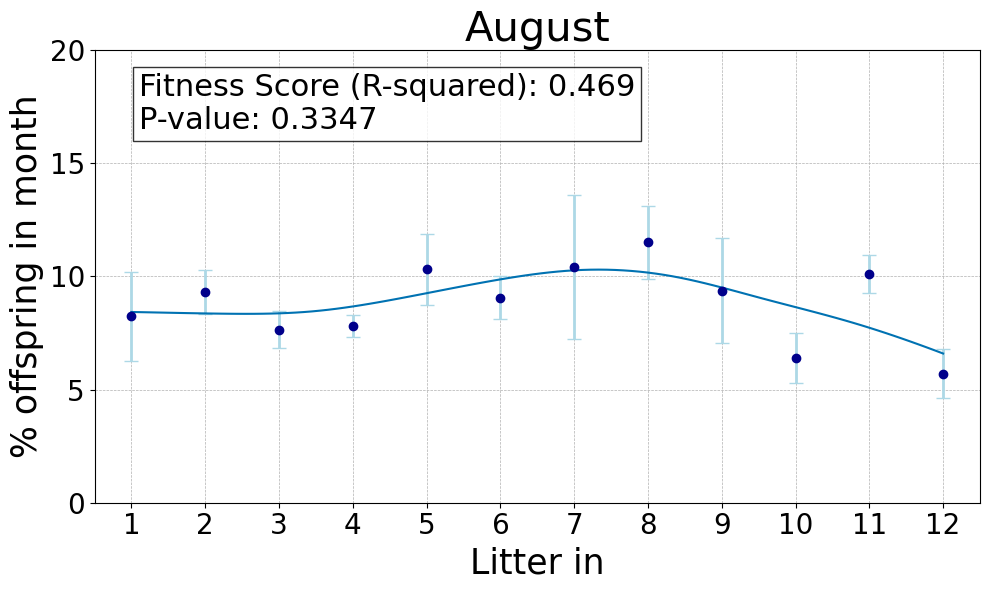 August
Fitness Score (R-squared): 0.469
P-value: 0.3347
% offspring in month
20
15
10
5
0
1 2 3 4 5 6 7 8 9 10 11 12
Litter in